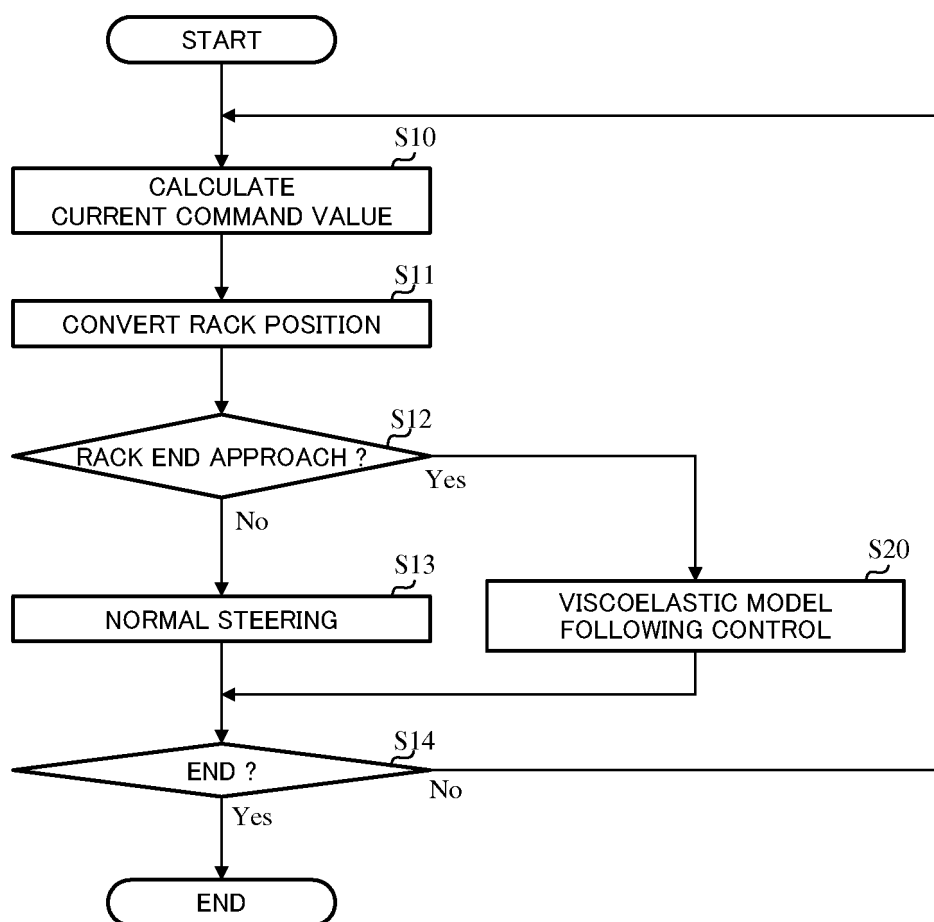 START
S10
CALCULATE
CURRENT COMMAND VALUE
S11
CONVERT RACK POSITION
S12
RACK END APPROACH ?
Yes
No
S13
NORMAL STEERING
S20
VISCOELASTIC MODEL
FOLLOWING CONTROL
S14
END ?
No
Yes
END